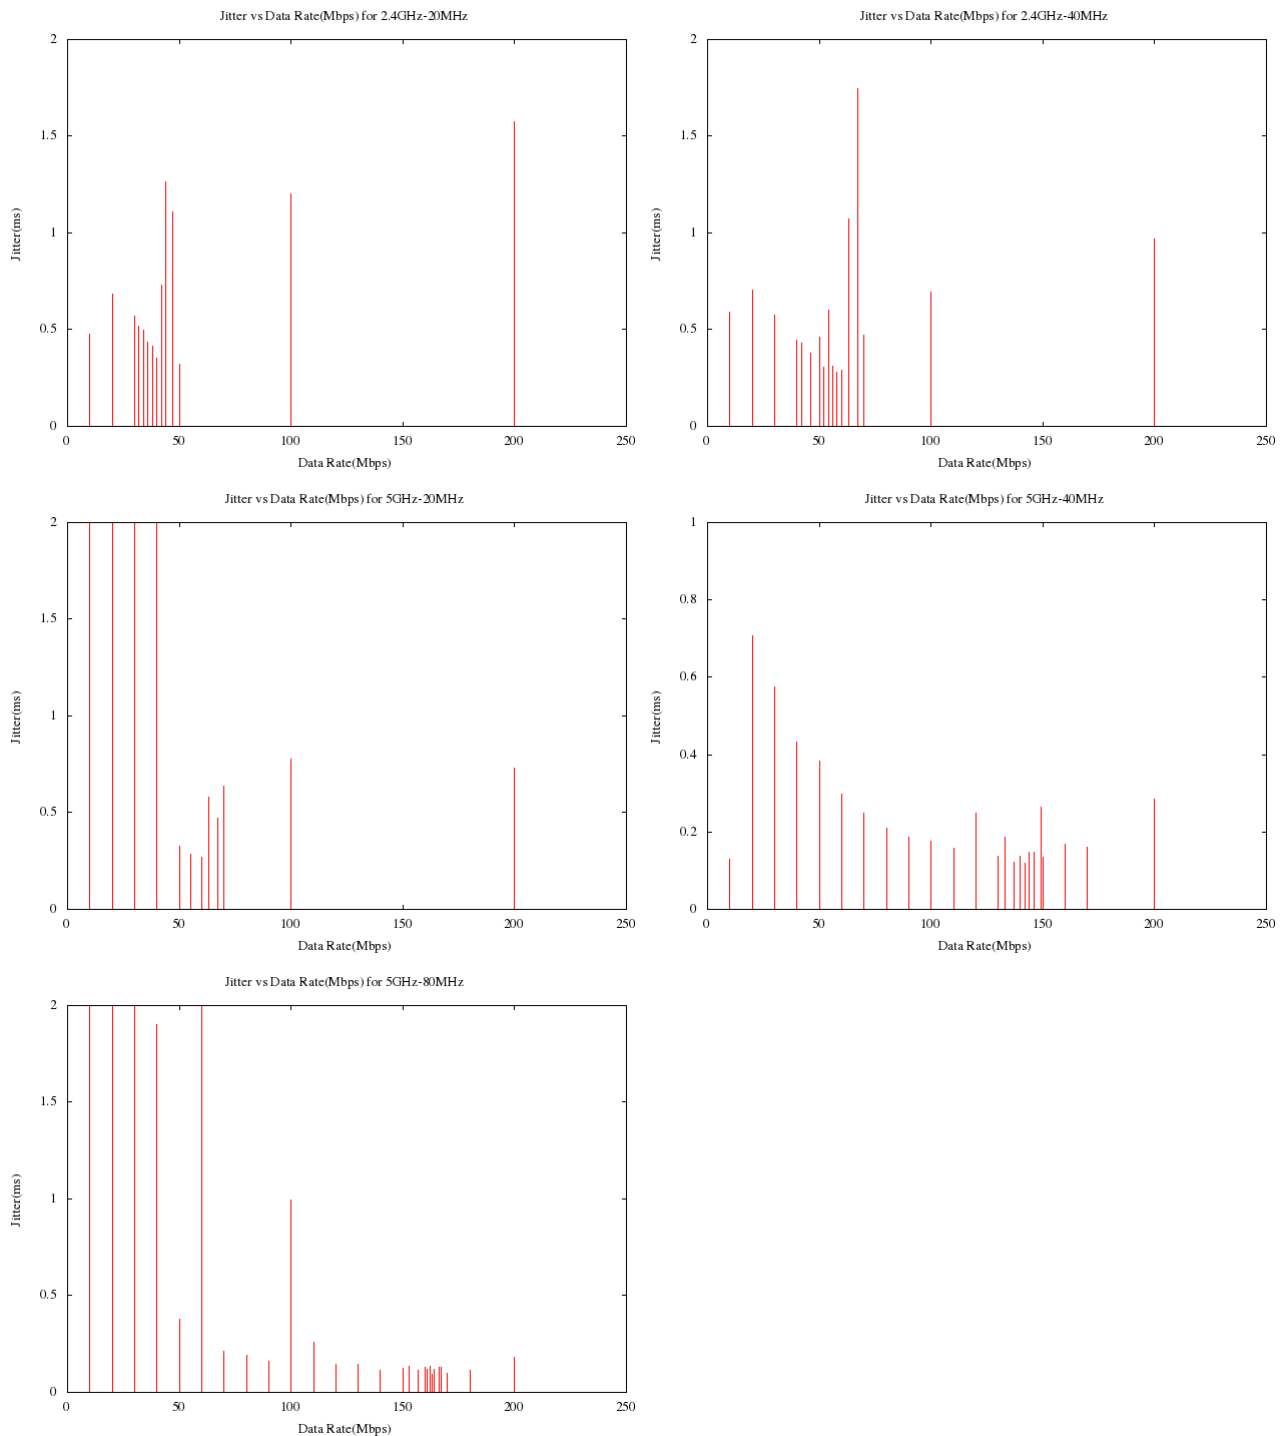 Jitter vs Data Rate(Mbps) for 2.4GHz-20MHz
2
1.5
1
0.5
0
Jitter(ms)
0 50 100 150 200 250
Data Rate(Mbps)
Jitter vs Data Rate(Mbps) for 2.4GHz-40MHz
2
1.5
1
0.5
0
Jitter(ms)
0 50 100 150 200 250
Data Rate(Mbps)
Jitter vs Data Rate(Mbps) for 5GHz-20MHz
2
1.5
1
0.5
0
Jitter(ms)
0 50 100 150 200 250
Data Rate(Mbps)
Jitter vs Data Rate(Mbps) for 5GHz-40MHz
1
0.8
0.6
0.4
0.2
0
Jitter(ms)
0 50 100 150 200 250
Data Rate(Mbps)
Jitter vs Data Rate(Mbps) for 5GHz-80MHz
2
1.5
1
0.5
0
Jitter(ms)
0 50 100 150 200 250
Data Rate(Mbps)